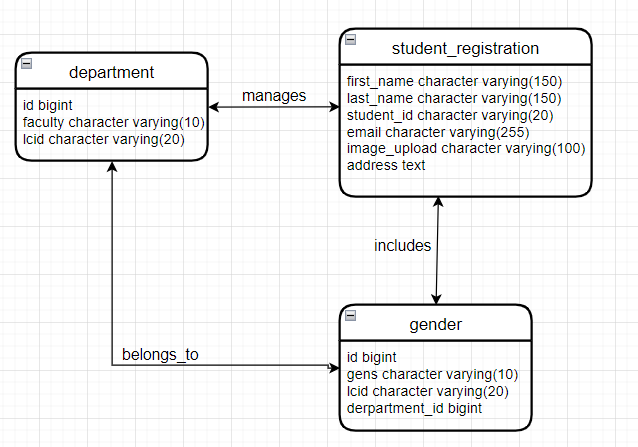 department
id bigint
faculty character varying(10)
lcid character varying(20)
manages
student_registration
first_name character varying(150)
last_name character varying(150)
student_id character varying(20)
email character varying(255)
image_upload character varying(100)
address text
includes
belongs_to
gender
id bigint
gens character varying(10)
lcid character varying(20)
derpartment_id bigint